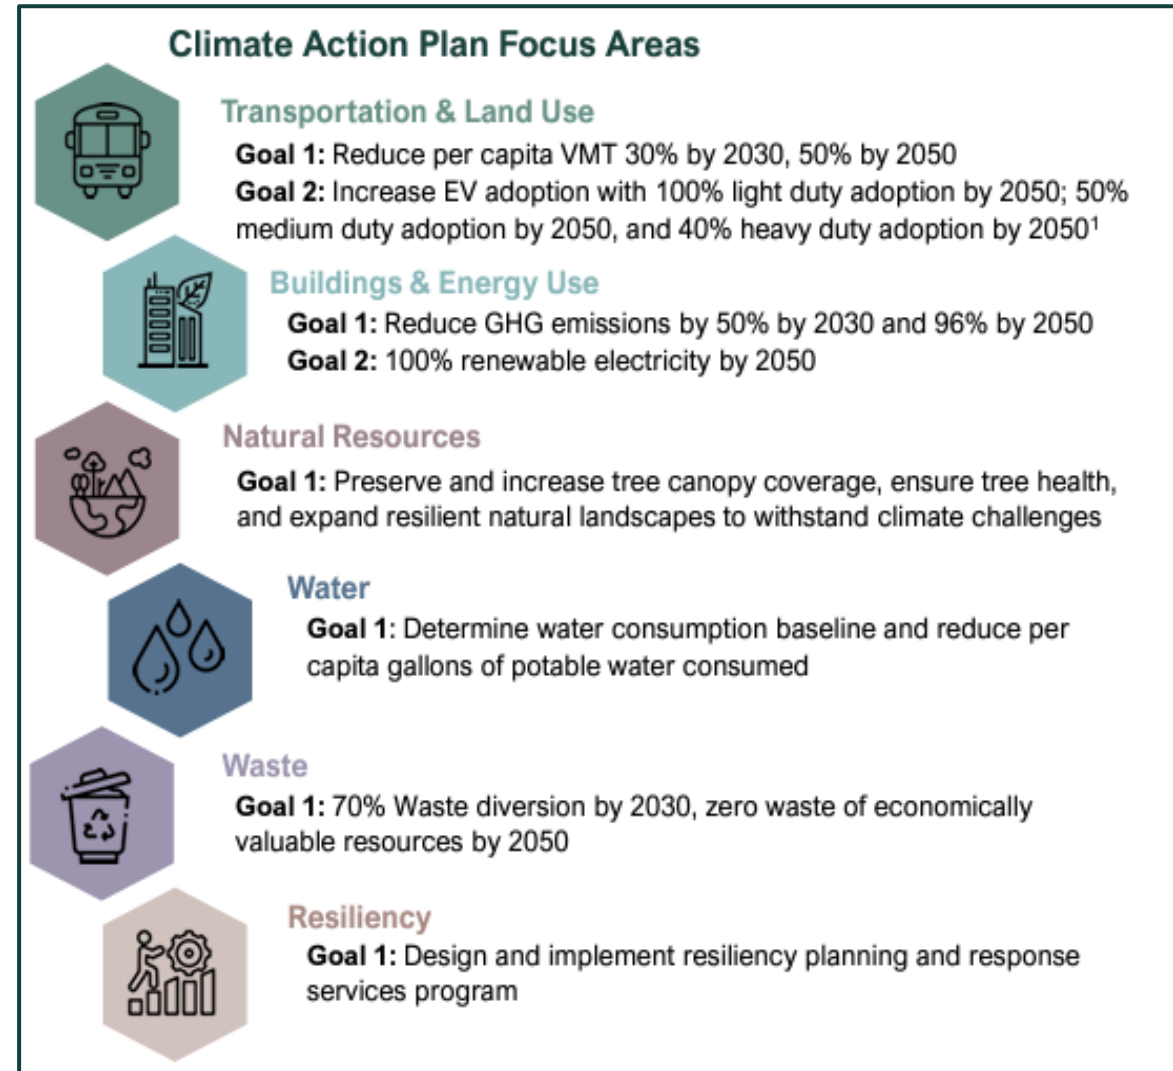 Climate Action Plan Focus Areas
Transportation & Land Use
Goal 1: Reduce per capita VMT 30% by 2030, 50% by 2050
Goal 2: Increase EV adoption with 100% light duty adoption by 2050; 50%
medium duty adoption by 2050, and 40% heavy duty adoption by 2050¹
Buildings & Energy Use
Goal 1: Reduce GHG emissions by 50% by 2030 and 96% by 2050
Goal 2: 100% renewable electricity by 2050
Natural Resources
Goal 1: Preserve and increase tree canopy coverage, ensure tree health,
and expand resilient natural landscapes to withstand climate challenges
Water
Goal 1: Determine water consumption baseline and reduce per
capita gallons of potable water consumed
Waste
Goal 1: 70% Waste diversion by 2030, zero waste of economically
valuable resources by 2050
Resiliency
Goal 1: Design and implement resiliency planning and response
services program